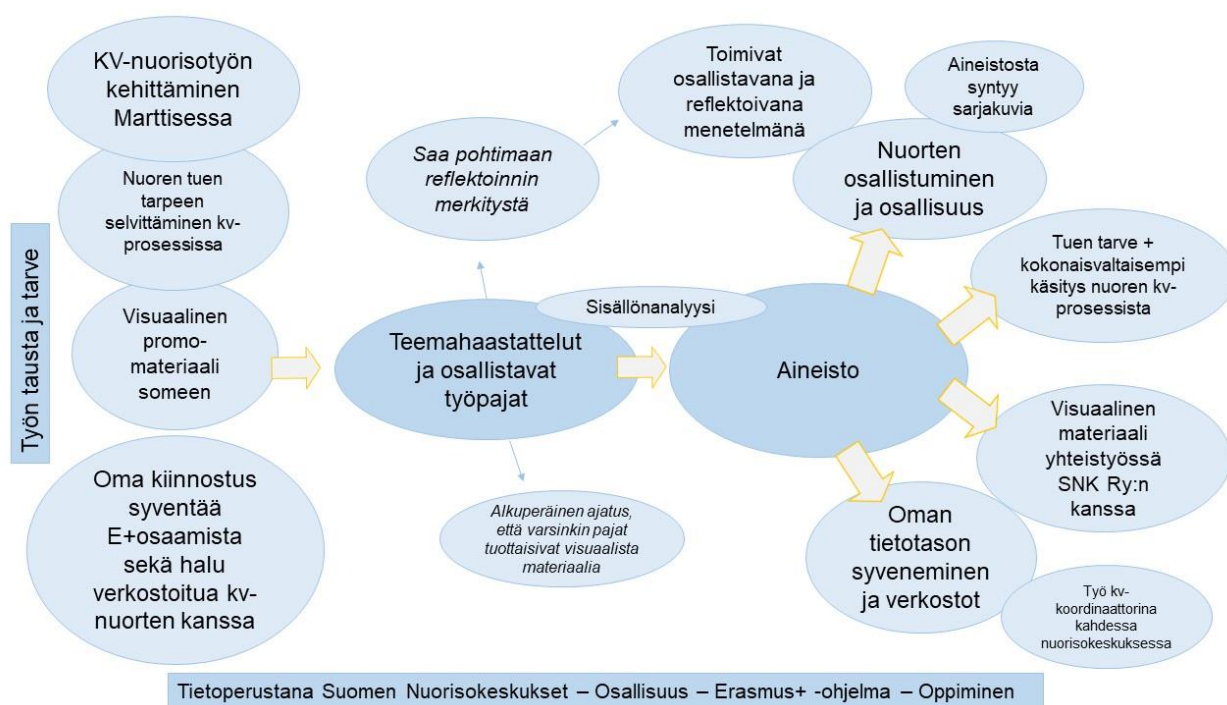 Työn tausta ja tarve
KV-nuorisotyön
kehittäminen
Marttisessa
Nuoren tuen
tarpeen
selvittäminen kv-
prosessissa
Visuaalinen
promo-
materiaali
someen
Oma kiinnostus
syventää
E+osaamista
sekä halu
verkostoitua kv-
nuorten kanssa
Saa pohtimaan
reflektoinnin
merkitystä
Teemahaastattelut
ja osallistavat
työpajat
Alkuperäinen ajatus,
että varsinkin pajat
tuottaisivat visuaalista
materiaalia
Sisällönanalyysi
Aineisto
Toimivat
osallistavana ja
reflektoivana
menetelmänä
Aineistosta
syntyy
sarjakuvia
Nuorten
osallistuminen
ja osallisuus
Tuen tarve +
kokonaisvaltaisempi
käsitys nuoren kv-
prosessista
Visuaalinen
materiaali
yhteistyössä
SNK Ry:n
kanssa
Oman
tietotason
syveneminen
ja verkostot
Työ kv-
koordinaattorina
kahdessa
nuorisokeskuksessa
Tietoperustana Suomen Nuorisokeskukset – Osallisuus – Erasmus+ -ohjelma – Oppiminen